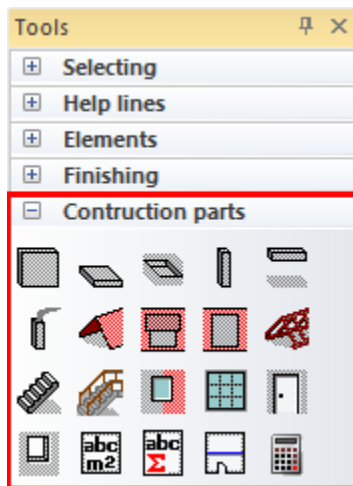 Tools
Selecting
Help lines
Elements
Finishing
Contruction parts
abc
m2
abc
Σ